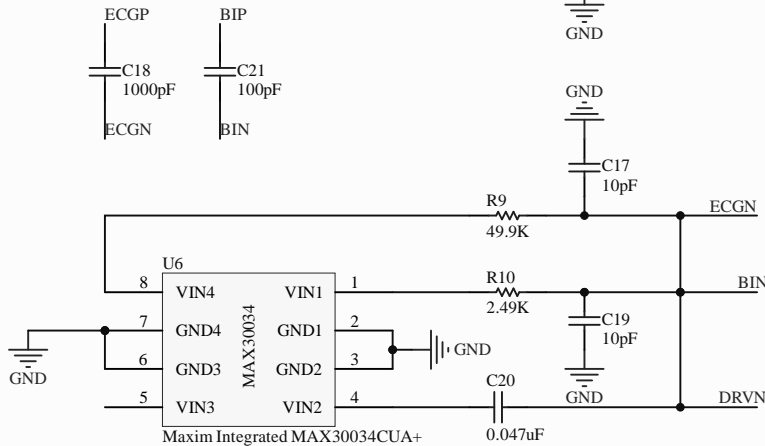 ECGP
BIP
GND
C18
1000pF
C21
100pF
GND
ECGN
BIN
C17
10pF
R9
49.9K
ECGN
U6
8
VIN4
VIN1
1
R10
2.49K
BIN
7
GND4
GND1
2
MAX30034
C19
10pF
GND
6
GND3
GND2
3
GND
GND
5
VIN3
VIN2
4
C20
0.047uF
DRVN
Maxim Integrated MAX30034CUA+